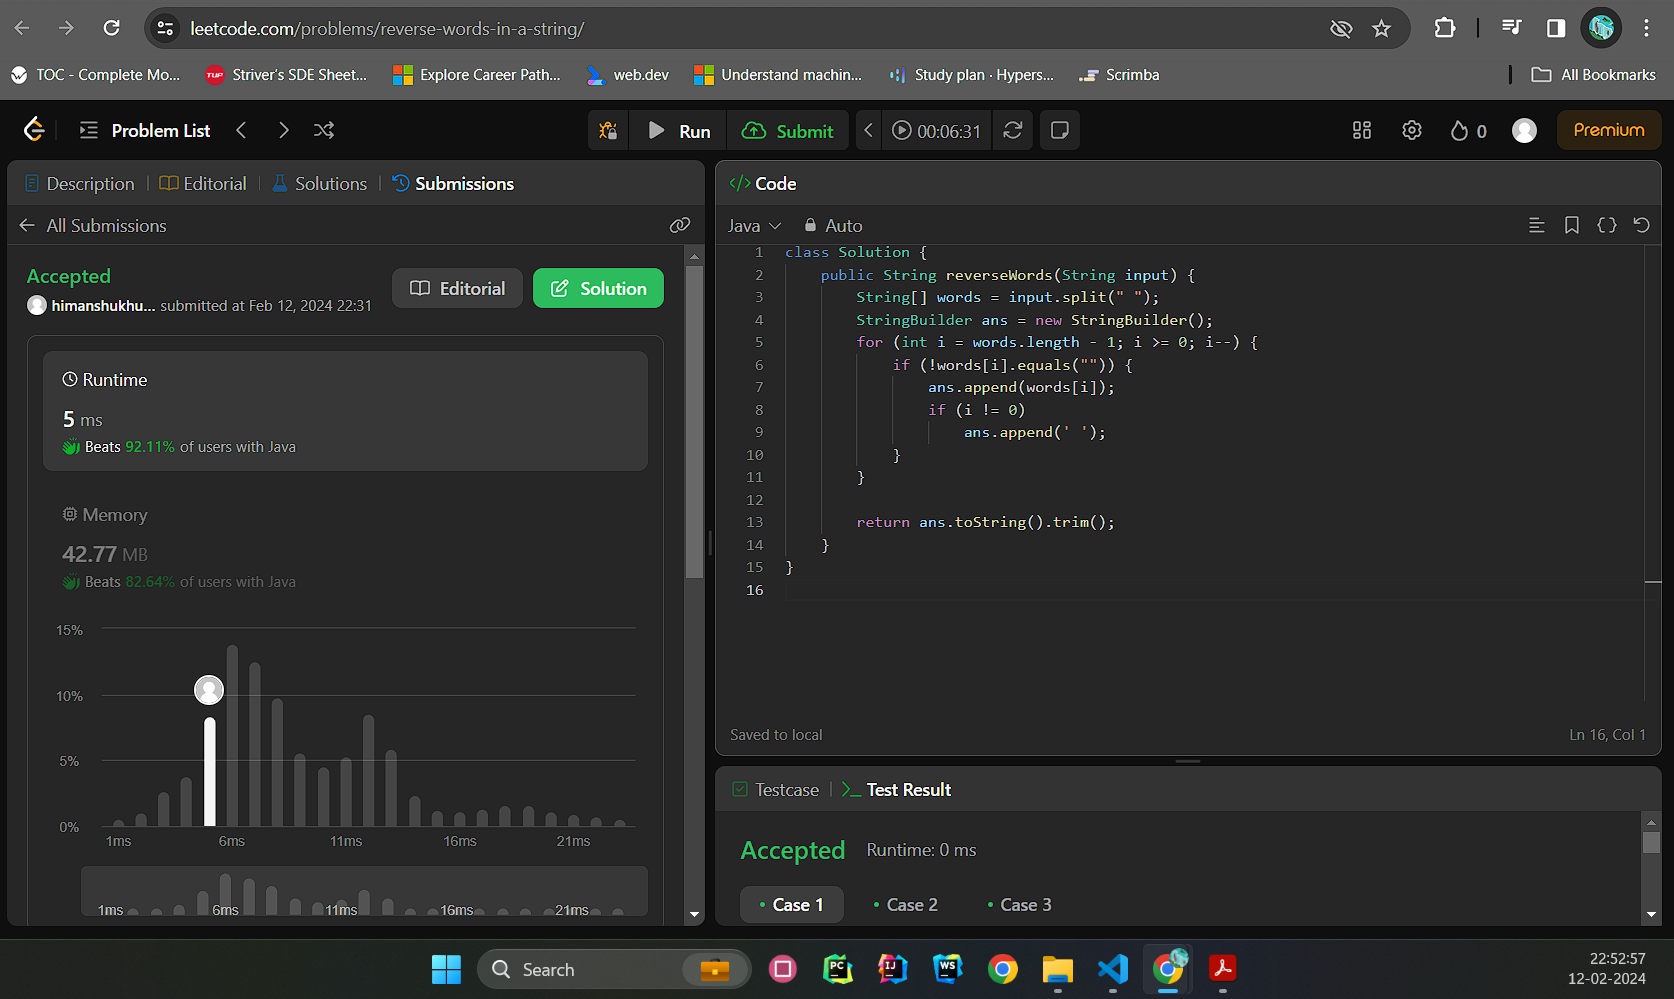 leetcode.com/problems/reverse-words-in-a-string/
TOC - Complete Mo...
TUF
Striver's SDE Sheet...
Explore Career Path...
web.dev
Understand machin...
Study plan · Hypers...
Scrimba
All Bookmarks
Problem List
Run
Submit
00:06:31
0
Premium
Description
Editorial
Solutions
Submissions
All Submissions
Accepted
himanshukhu... submitted at Feb 12, 2024 22:31
Editorial
Solution
Runtime
5 ms
Beats 92.11% of users with Java
Memory
42.77 MB
Beats 82.64% of users with Java
15%
10%
5%
0%
1ms 6ms 11ms 16ms 21ms
1ms 6ms 11ms 16ms 21ms
</> Code
Java
Auto
1 class Solution {
2 public String reverseWords(String input) {
3 String[] words = input.split(" ");
4 StringBuilder ans = new StringBuilder();
5 for (int i = words.length - 1; i >= 0; i--) {
6 if (!words[i].equals("")) {
7 ans.append(words[i]);
8 if (i != 0)
9 ans.append(' ');
10 }
11 }
12
13 return ans.toString().trim();
14 }
15 }
16
Saved to local
Ln 16, Col 1
Testcase
>_ Test Result
Accepted Runtime: 0 ms
Case 1
Case 2
Case 3
Search
PC
IJ
WS
22:52:57
12-02-2024